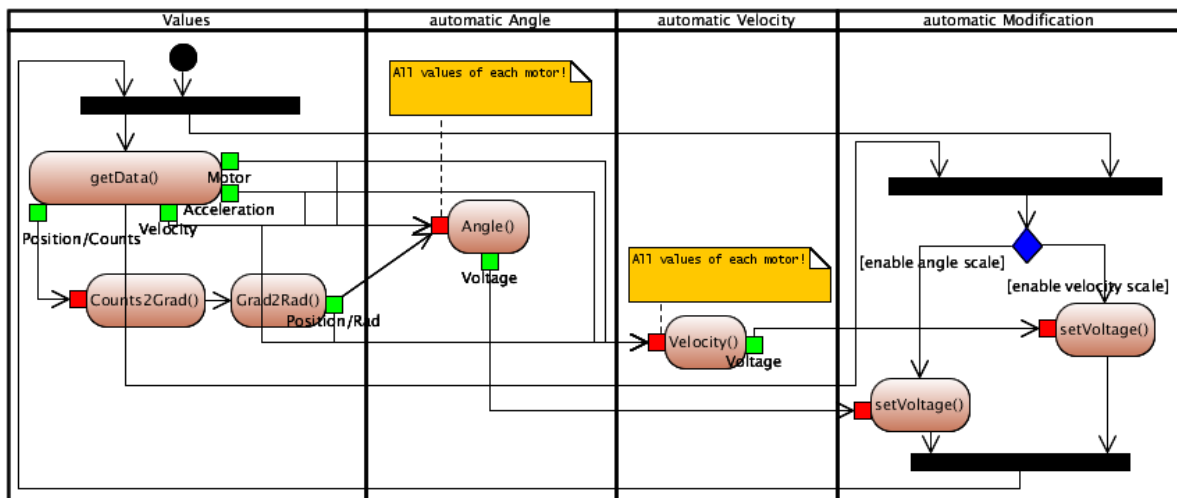 Values
automatic Angle
automatic Velocity
automatic Modification
All values of each motor!
getData()
Motor
Acceleration
Velocity
Position/Counts
Angle()
Voltage
All values of each motor!
[enable angle scale]
[enable velocity scale]
Counts2Grad()
Grad2Rad()
Position/Rad
Velocity()
Voltage
setVoltage()
setVoltage()